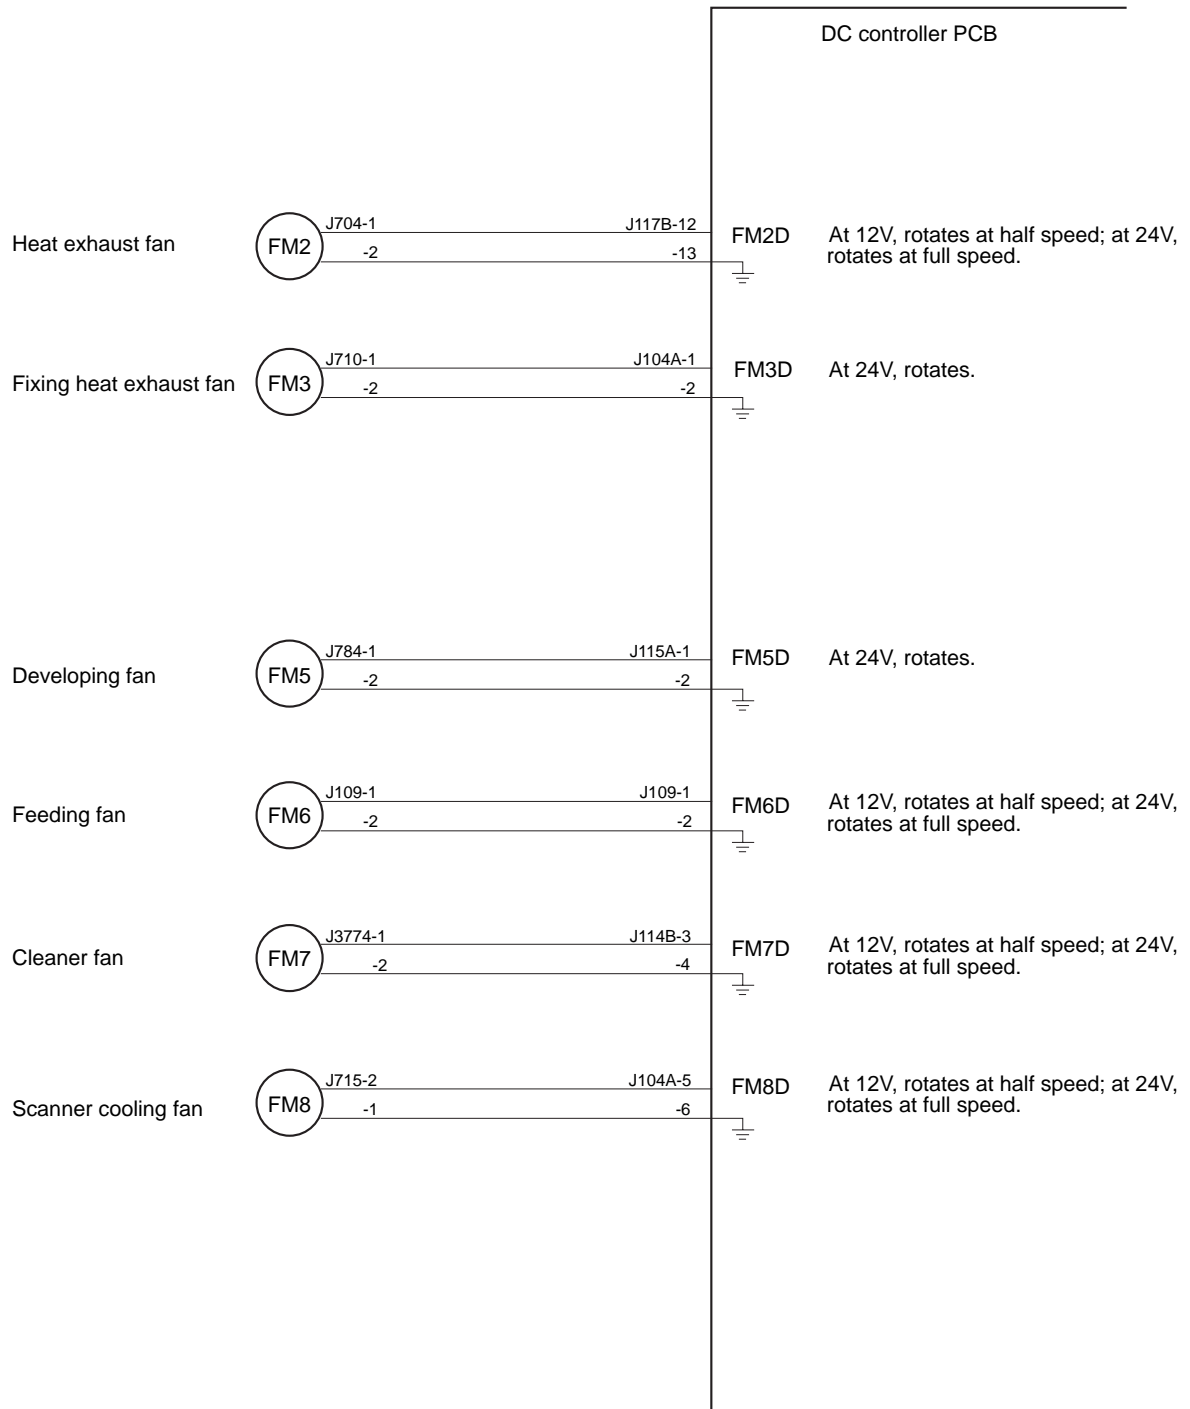 DC controller PCB
Heat exhaust fan
FM2
J704-1
-2
J117B-12
-13
FM2D
At 12V, rotates at half speed; at 24V,
rotates at full speed.
Fixing heat exhaust fan
FM3
J710-1
-2
J104A-1
-2
FM3D
At 24V, rotates.
Developing fan
FM5
J784-1
-2
J115A-1
-2
FM5D
At 24V, rotates.
Feeding fan
FM6
J109-1
-2
J109-1
-2
FM6D
At 12V, rotates at half speed; at 24V,
rotates at full speed.
Cleaner fan
FM7
J3774-1
-2
J114B-3
-4
FM7D
At 12V, rotates at half speed; at 24V,
rotates at full speed.
Scanner cooling fan
FM8
J715-2
-1
J104A-5
-6
FM8D
At 12V, rotates at half speed; at 24V,
rotates at full speed.